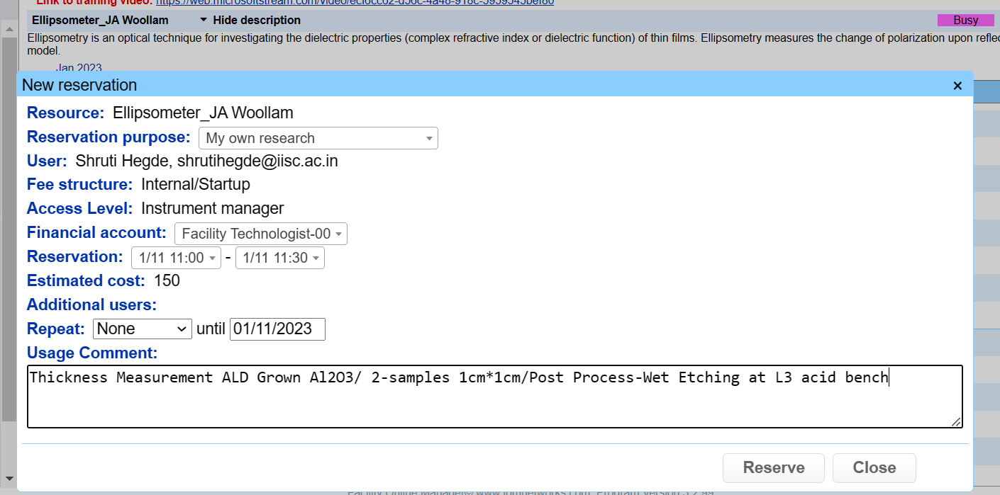 Link to training video: https://web.microsoftstream.com/video/
Ellipsometer_JA Woollam Hide description Busy
Ellipsometry is an optical technique for investigating the dielectric properties (complex refractive index or dielectric function) of thin films. Ellipsometry measures the change of polarization upon
model.
Jan 2023
New reservation ×
Resource: Ellipsometer_JA Woollam
Reservation purpose: My own research
User: Shruti Hegde, shrutihegde@iisc.ac.in
Fee structure: Internal/Startup
Access Level: Instrument manager
Financial account: Facility Technologist-00
Reservation: 1/11 11:00 - 1/11 11:30
Estimated cost: 150
Additional users:
Repeat: None until 01/11/2023
Usage Comment:
Thickness Measurement ALD Grown Al2O3/ 2-samples 1cm*1cm/Post Process-Wet Etching at L3 acid bench
Reserve Close